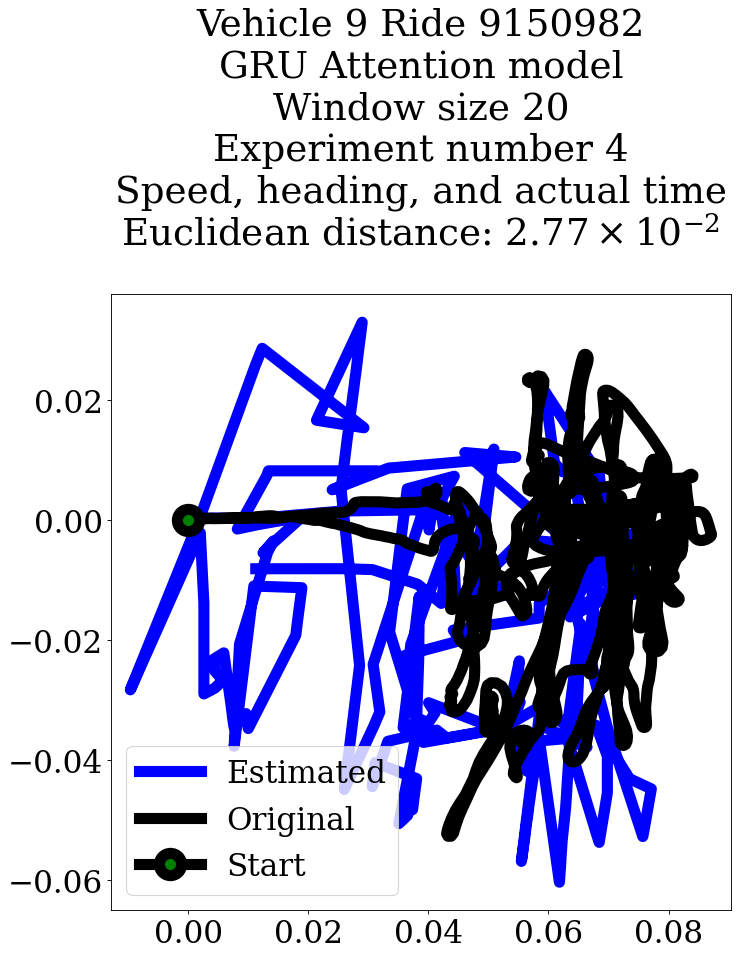 Vehicle 9 Ride 9150982
GRU Attention model
Window size 20
Experiment number 4
Speed, heading, and actual time
Euclidean distance: 2.77 × 10⁻²
0.02
0.00
−0.02
−0.04
−0.06
Estimated
Original
Start
0.00 0.02 0.04 0.06 0.08